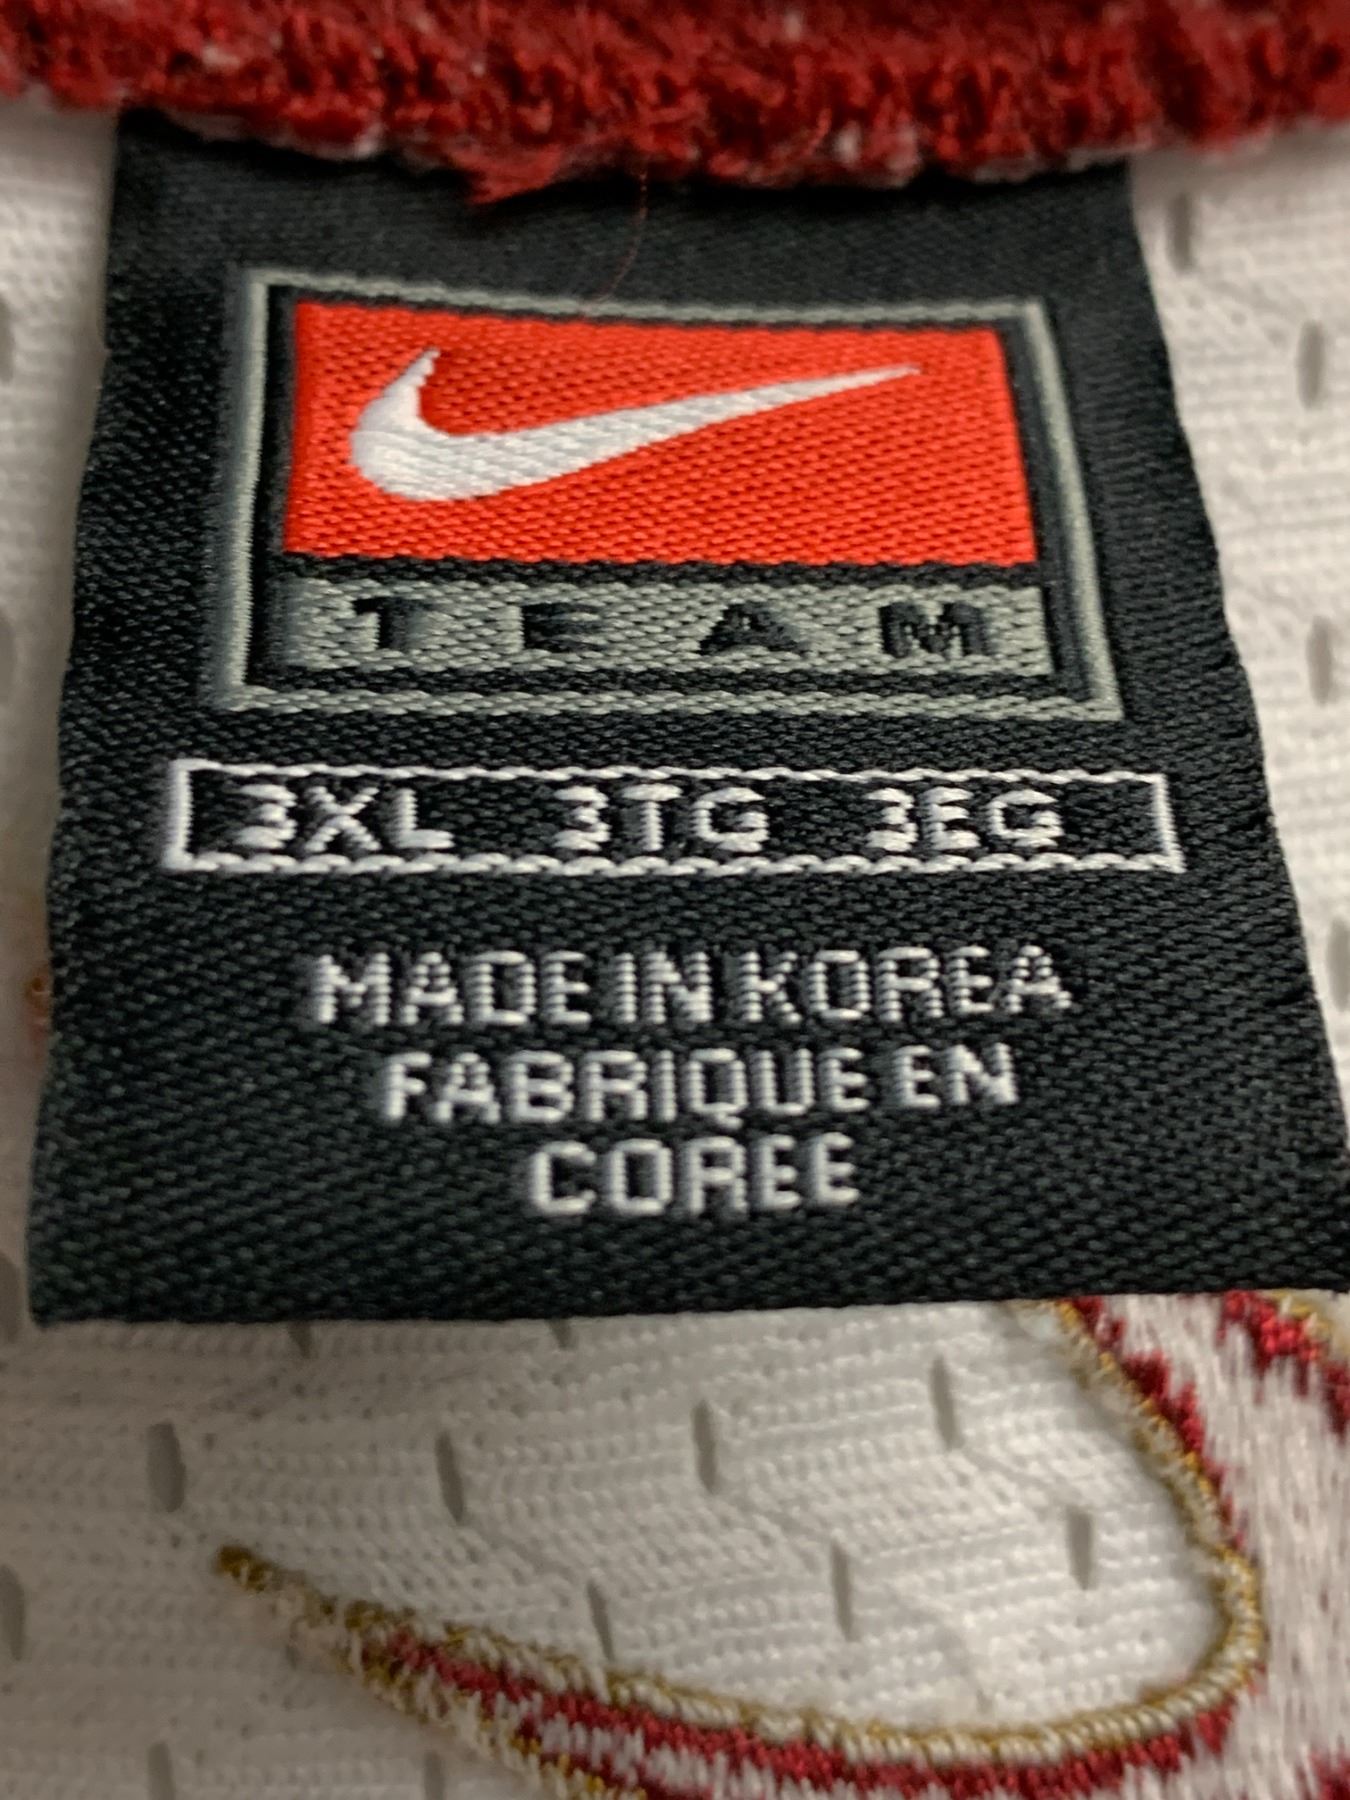 TEAM
3XL 3TG 3EG
MADE IN KOREA
FABRIQUE EN
COREE